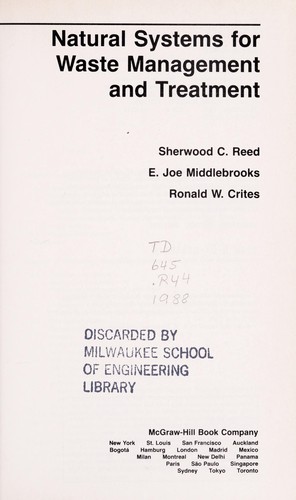 Natural Systems for
Waste Management
and Treatment
Sherwood C. Reed
E. Joe Middlebrooks
Ronald W. Crites
TD
645
.R44
1988
DISCARDED BY
MILWAUKEE SCHOOL
OF ENGINEERING
LIBRARY
McGraw-Hill Book Company
New York St. Louis San Francisco Auckland
Bogotá Hamburg London Madrid Mexico
Milan Montreal New Delhi Panama
Paris São Paulo Singapore
Sydney Tokyo Toronto